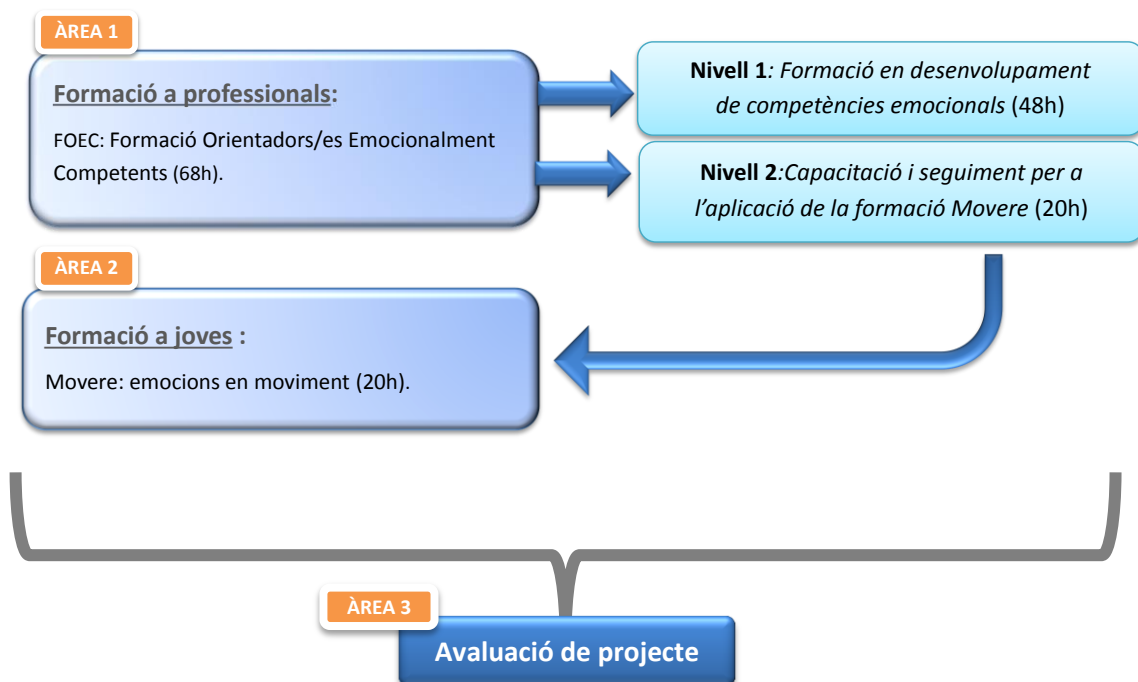 ÀREA 1
Formació a professionals:
FOEC: Formació Orientadors/es Emocionalment
Competents (68h).
Nivell 1: Formació en desenvolupament
de competències emocionals (48h)
Nivell 2:Capacitació i seguiment per a
l’aplicació de la formació Movere (20h)
ÀREA 2
Formació a joves :
Movere: emocions en moviment (20h).
ÀREA 3
Avaluació de projecte